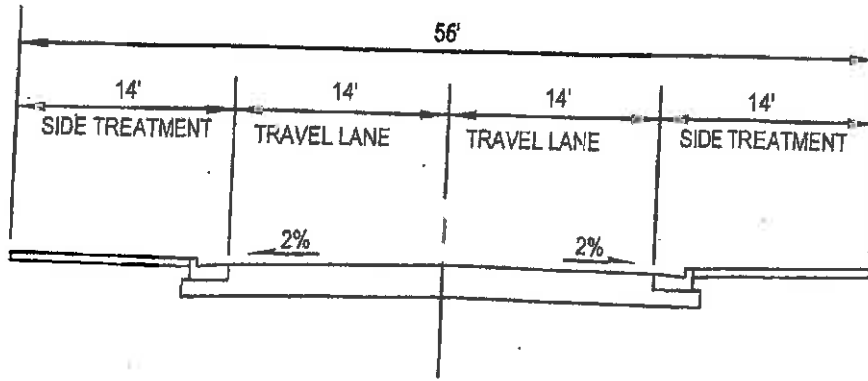 56'
14' 14' 14' 14'
SIDE TREATMENT TRAVEL LANE TRAVEL LANE SIDE TREATMENT
2% 2%